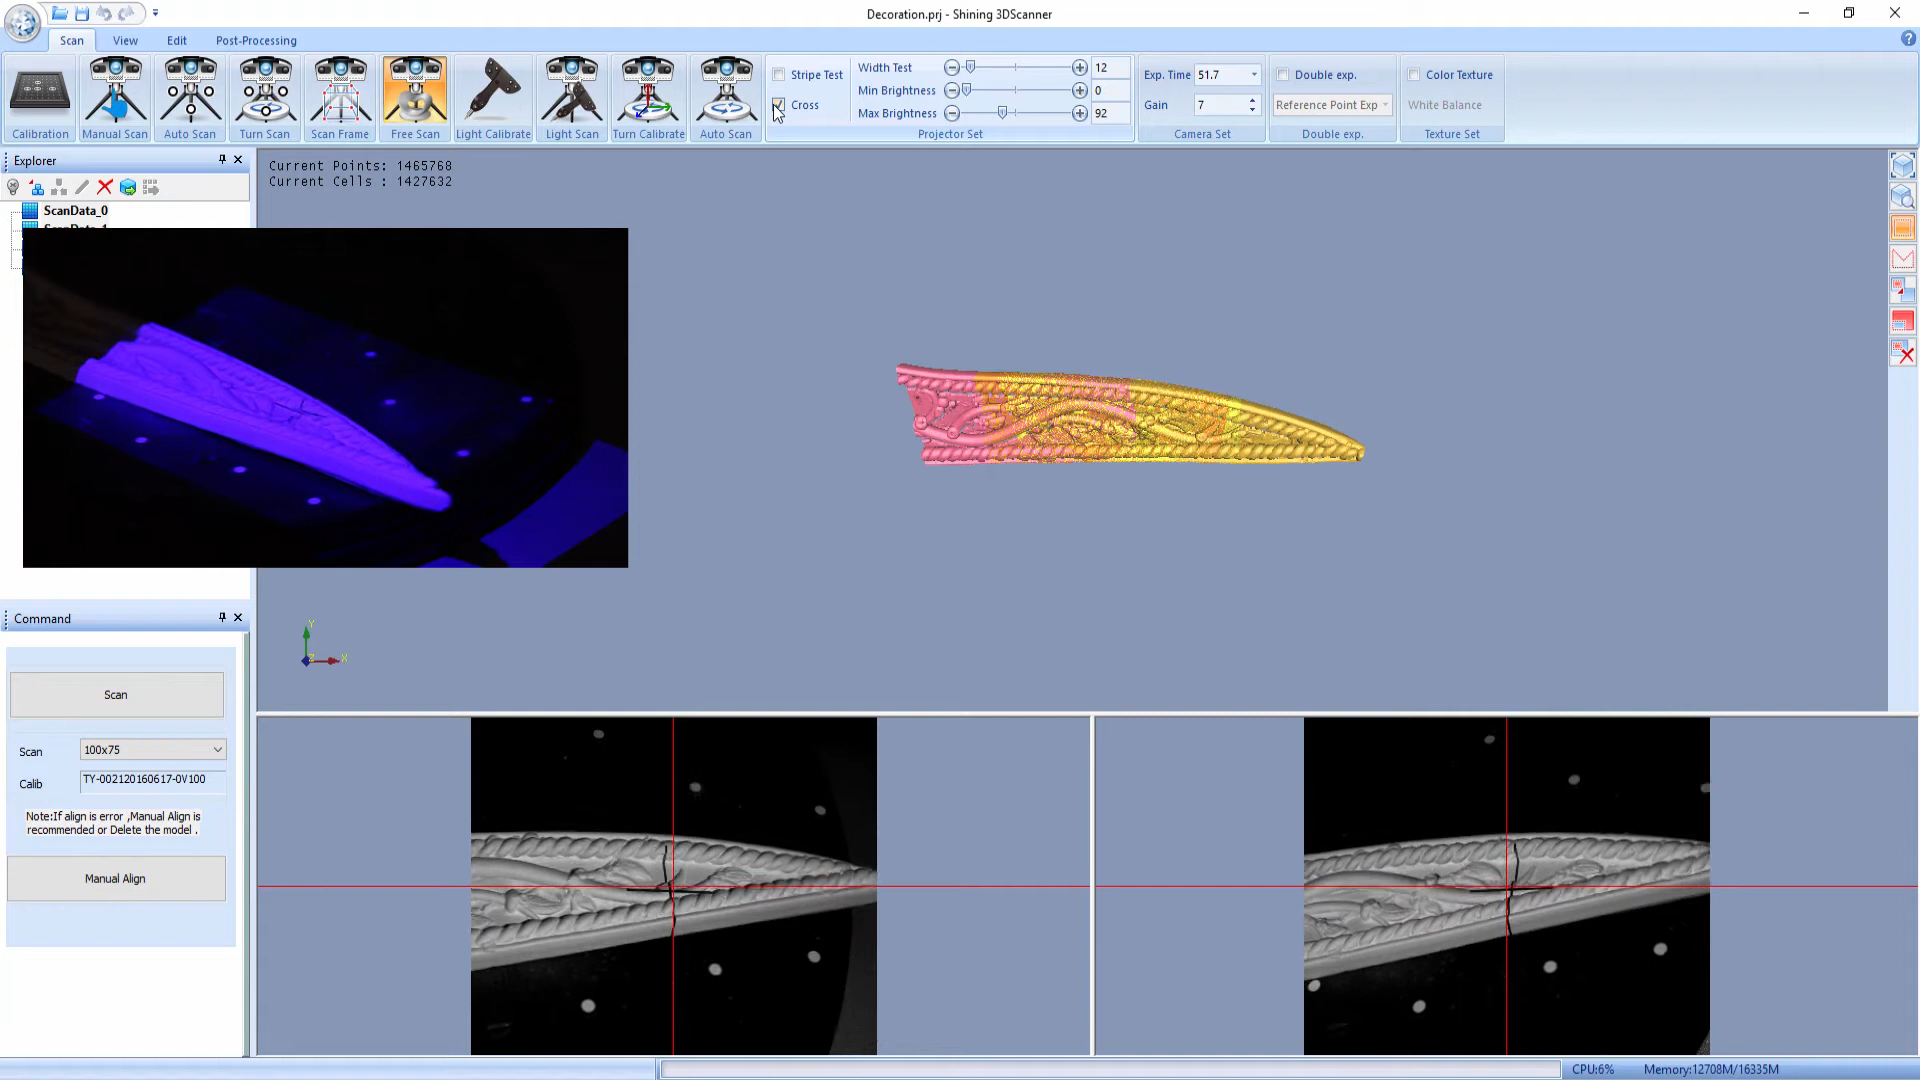 Decoration.prj - Shining 3DScanner
Scan View Edit Post-Processing
Stripe Test
Width Test 12
Exp. Time 51.7
Double exp.
Color Texture
Min Brightness 0
Cross
Gain 7
Reference Point Exp
White Balance
Max Brightness 92
Calibration Manual Scan Auto Scan Turn Scan Scan Frame Free Scan Light Calibrate Light Scan Turn Calibrate Auto Scan Projector Set Camera Set Double exp. Texture Set
Explorer
Current Points: 1465768
Current Cells : 1427632
ScanData_0
Y
Z X
Command
Scan
Scan 100x75
Calib TY-002120160617-0V100
Note:If align is error ,Manual Align is
recommended or Delete the model .
Manual Align
CPU:6% Memory:12708M/16335M